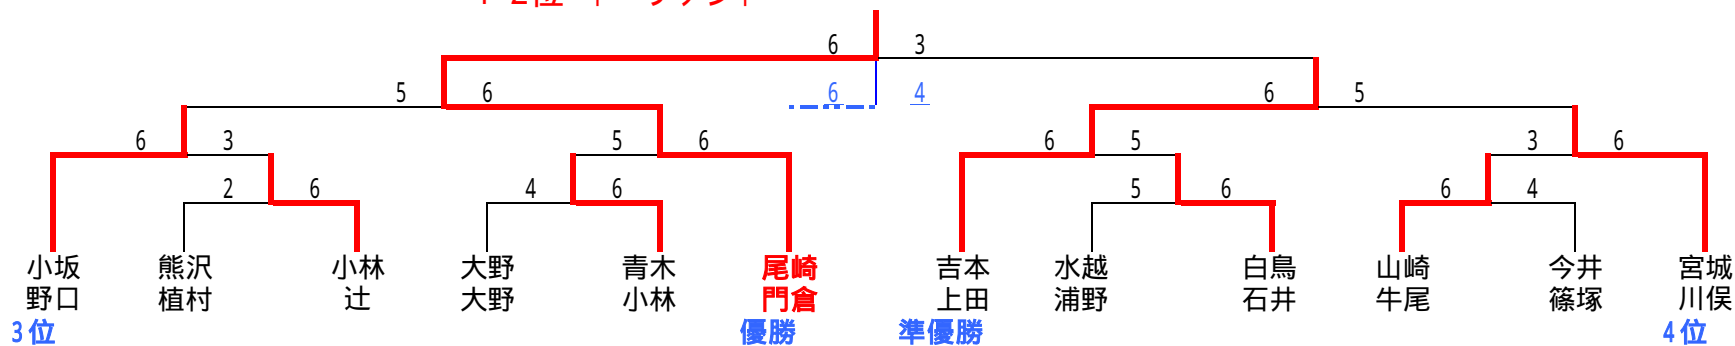 6 3
5 6 6 4 6 5
6 3 5 6 6 5 3 6
2 6 4 6 5 6 6 4
小坂 熊沢 小林 大野 青木 尾崎 吉本 水越 白鳥 山崎 今井 宮城
野口 植村 辻 大野 小林 門倉 上田 浦野 石井 牛尾 篠塚 川俣
3位 優勝 準優勝 4位